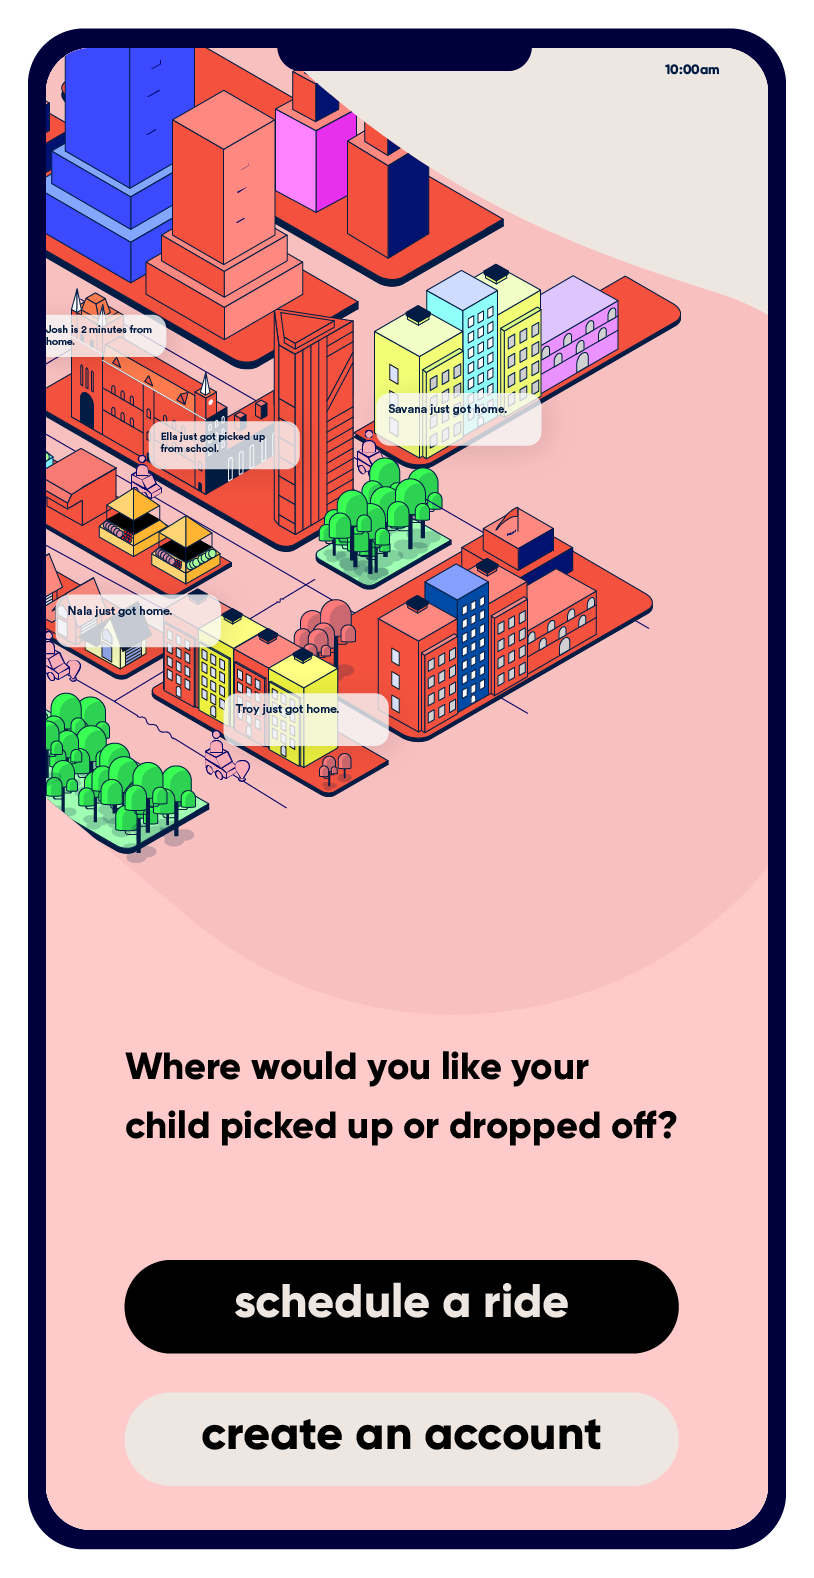 10:00am
Josh is 2 minutes from
home.
Savana just got home.
Ella just got picked up
from school.
Nala just got home.
Troy just got home.
Where would you like your
child picked up or dropped off?
schedule a ride
create an account